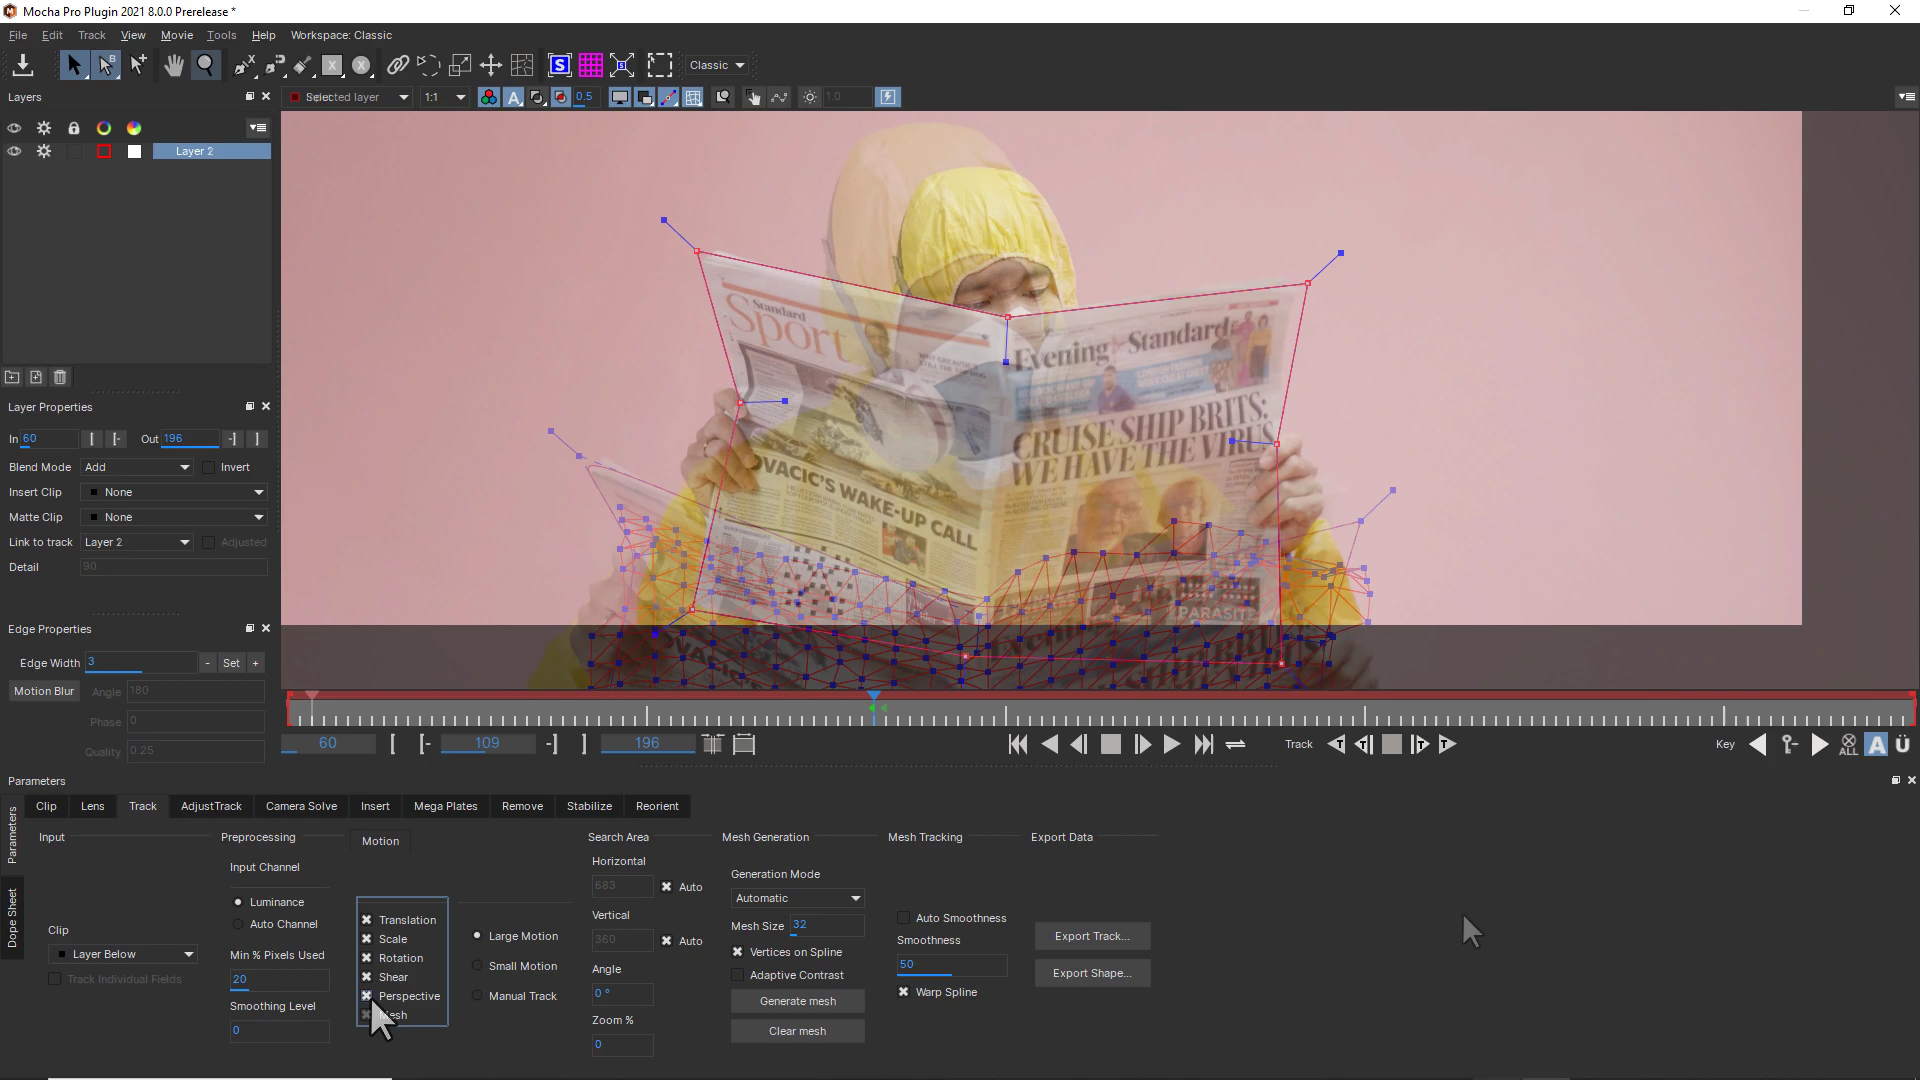 Mocha Pro Plugin 2021 8.0.0 Prerelease *
File Edit Track View Movie Tools Help Workspace: Classic
Classic
Layers
Selected layer 1:1 0.5 1.0
Layer 2
Standard
Sport
Evening Standard
CRUISE SHIP BRITS:
WE HAVE THE VIRUS
OVACIC'S WAKE-UP CALL
PARASITE
Layer Properties
In 60 Out 196
Blend Mode Add Invert
Insert Clip None
Matte Clip None
Link to track Layer 2 Adjusted
Detail 90
Edge Properties
Edge Width 3 - Set +
Motion Blur Angle 180
Phase 0
Quality 0.25
60 109 196 Track Key ALL
Parameters
Clip Lens Track AdjustTrack Camera Solve Insert Mega Plates Remove Stabilize Reorient
Parameters
Dope Sheet
Input
Clip
Layer Below
Track Individual Fields
Preprocessing
Input Channel
Luminance
Auto Channel
Min % Pixels Used
20
Smoothing Level
0
Motion
Translation
Scale
Rotation
Shear
Perspective
Mesh
Large Motion
Small Motion
Manual Track
Search Area
Horizontal
683 Auto
Vertical
360 Auto
Angle
0 °
Zoom %
0
Mesh Generation
Generation Mode
Automatic
Mesh Size 32
Vertices on Spline
Adaptive Contrast
Generate mesh
Clear mesh
Mesh Tracking
Auto Smoothness
Smoothness
50
Warp Spline
Export Data
Export Track...
Export Shape...